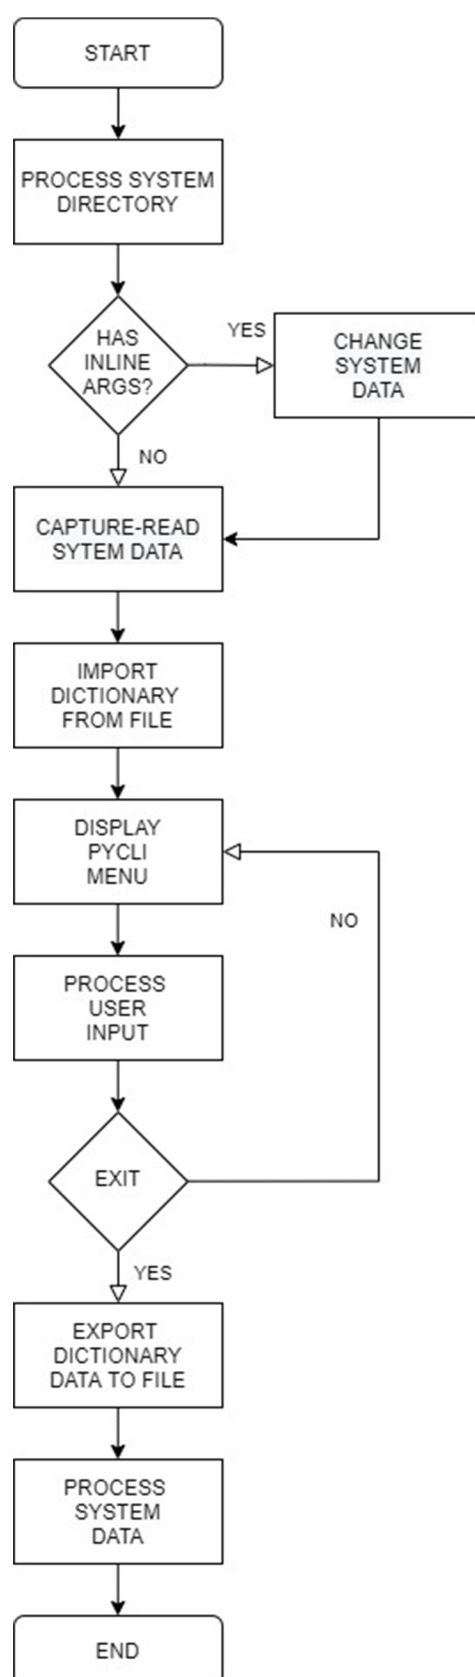 START
PROCESS SYSTEM
DIRECTORY
HAS
INLINE
ARGS?
YES
CHANGE
SYSTEM
DATA
NO
CAPTURE-READ
SYTEM DATA
IMPORT
DICTIONARY
FROM FILE
DISPLAY
PYCLI
MENU
NO
PROCESS
USER
INPUT
EXIT
YES
EXPORT
DICTIONARY
DATA TO FILE
PROCESS
SYSTEM
DATA
END